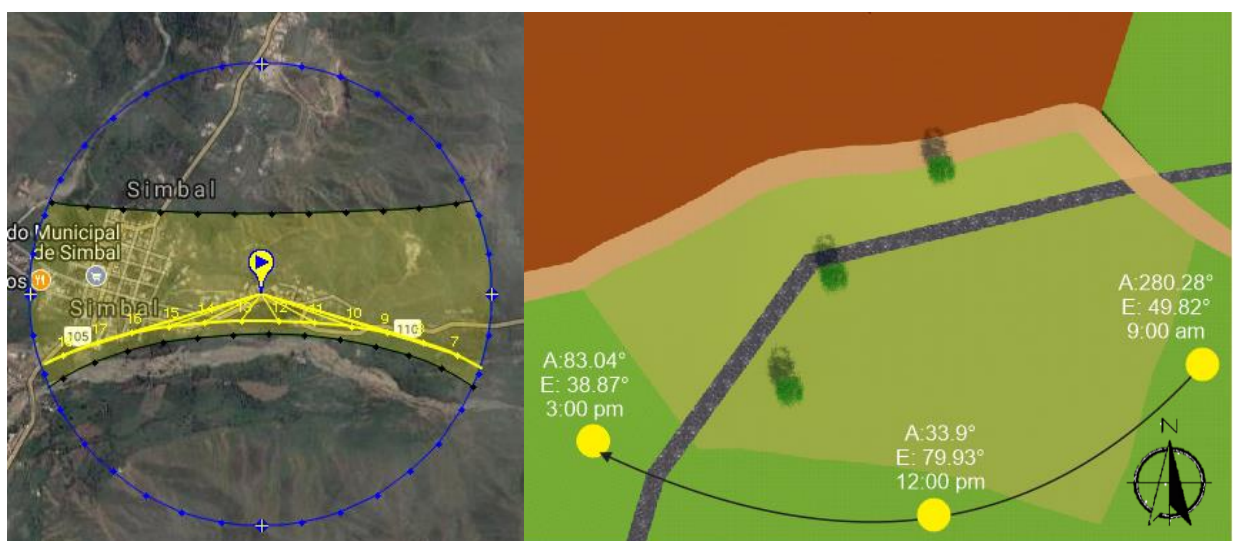 Simbal
do Municipal
de Simbal
os
Simbal
105
17
16
15
14
13
12
11
10
9
110
7
A:280.28°
E: 49.82°
9:00 am
A:83.04°
E: 38.87°
3:00 pm
A:33.9°
E: 79.93°
12:00 pm
N